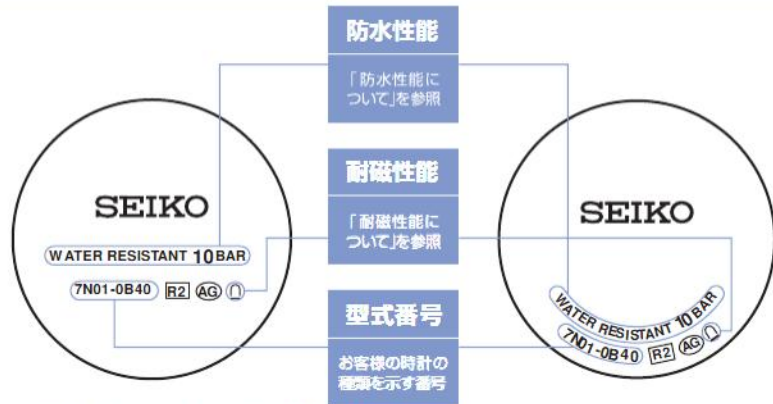 防水性能
「防水性能に
ついて」を参照
耐磁性能
「耐磁性能に
ついて」を参照
型式番号
お客様の時計の
種類を示す番号
SEIKO
WATER RESISTANT 10 BAR
7N01-0B40 R2 AG
SEIKO
WATER RESISTANT 10 BAR
7N01-0B40 R2 AG